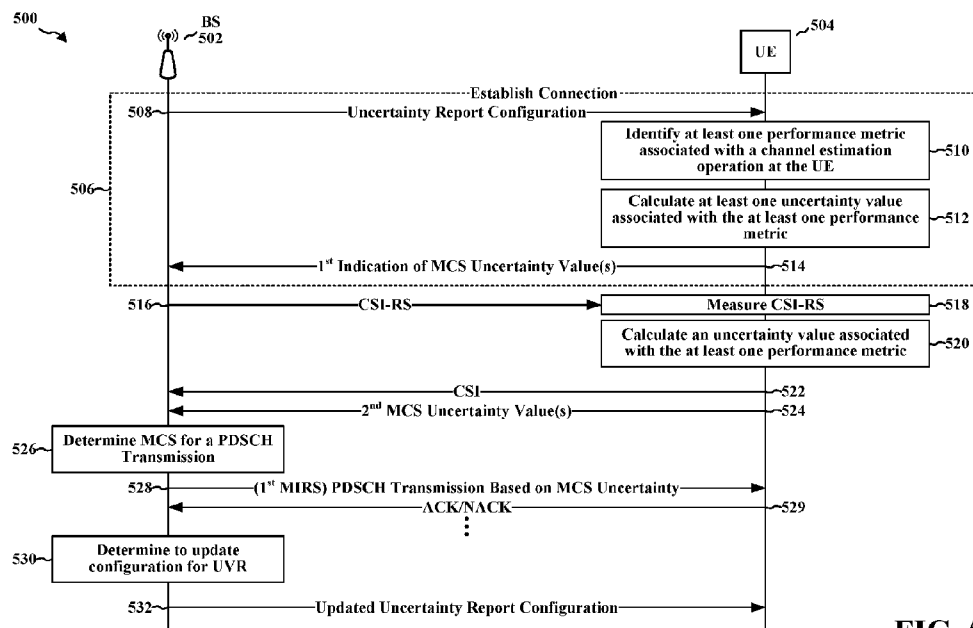 500
BS
502
504
UE
Establish Connection
508
Uncertainty Report Configuration
Identify at least one performance metric
associated with a channel estimation
operation at the UE
510
506
Calculate at least one uncertainty value
associated with the at least one performance
metric
512
1st Indication of MCS Uncertainty Value(s)
514
516
CSI-RS
Measure CSI-RS
518
Calculate an uncertainty value associated
with the at least one performance metric
520
CSI
522
2nd MCS Uncertainty Value(s)
524
526
Determine MCS for a PDSCH
Transmission
528
(1st MIRS) PDSCH Transmission Based on MCS Uncertainty
ACK/NACK
529
530
Determine to update
configuration for UVR
532
Updated Uncertainty Report Configuration